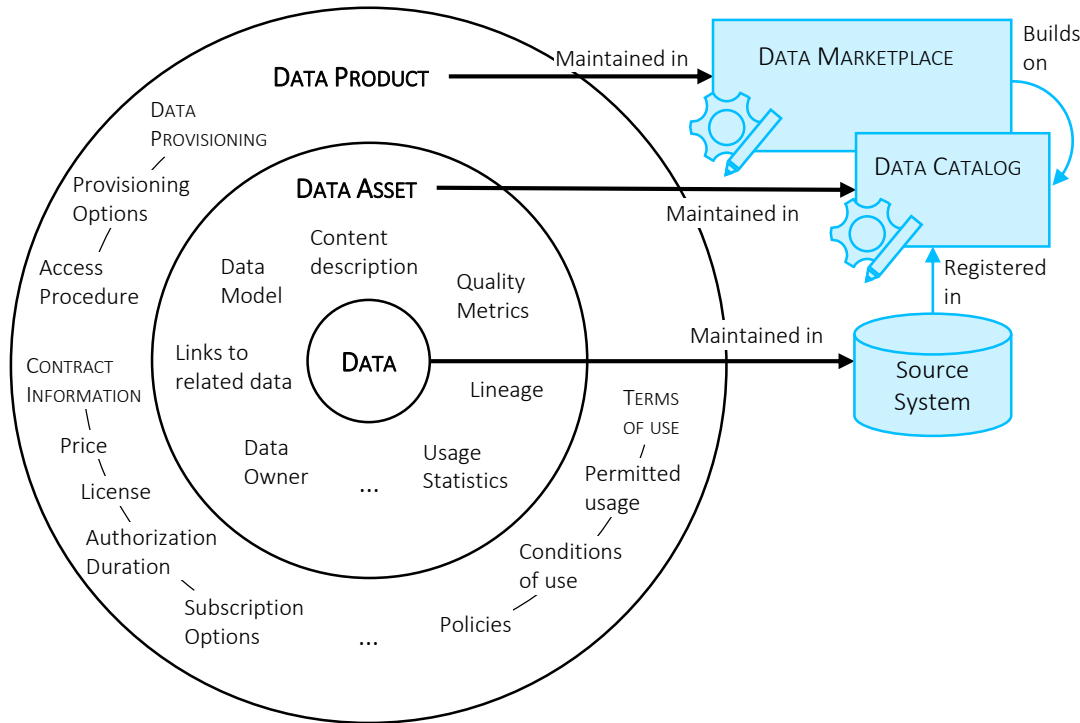 DATA PRODUCT
Maintained in
DATA MARKETPLACE
Builds
on
DATA
PROVISIONING
Provisioning
Options
Access
Procedure
DATA ASSET
Maintained in
DATA CATALOG
Content
description
Data
Model
Quality
Metrics
Registered
in
Links to
related data
DATA
Maintained in
Source
System
Lineage
Data
Owner
...
Usage
Statistics
CONTRACT
INFORMATION
Price
License
Authorization
Duration
Subscription
Options
...
TERMS
OF USE
Permitted
usage
Conditions
of use
Policies